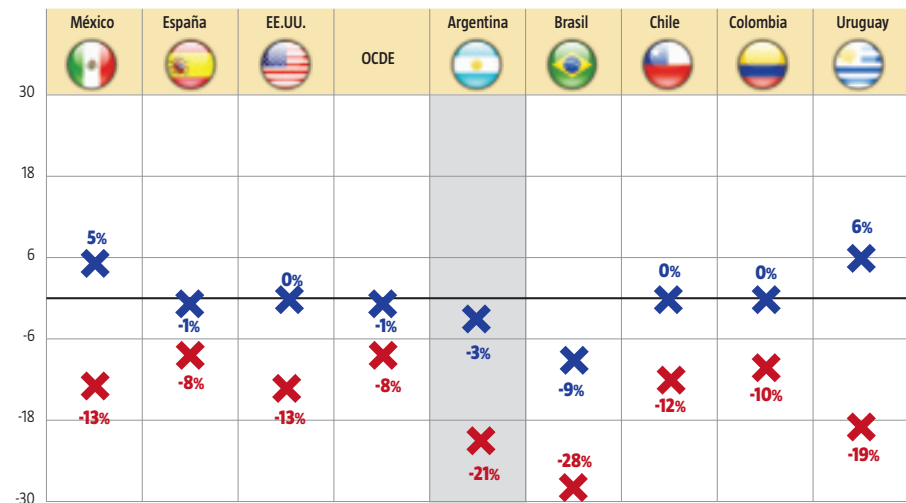 México España EE.UU. OCDE Argentina Brasil Chile Colombia Uruguay
30
18
6
-6
-18
-30
5% -1% 0% -1% -3% -9% 0% 0% 6%
-13% -8% -13% -8% -21% -28% -12% -10% -19%